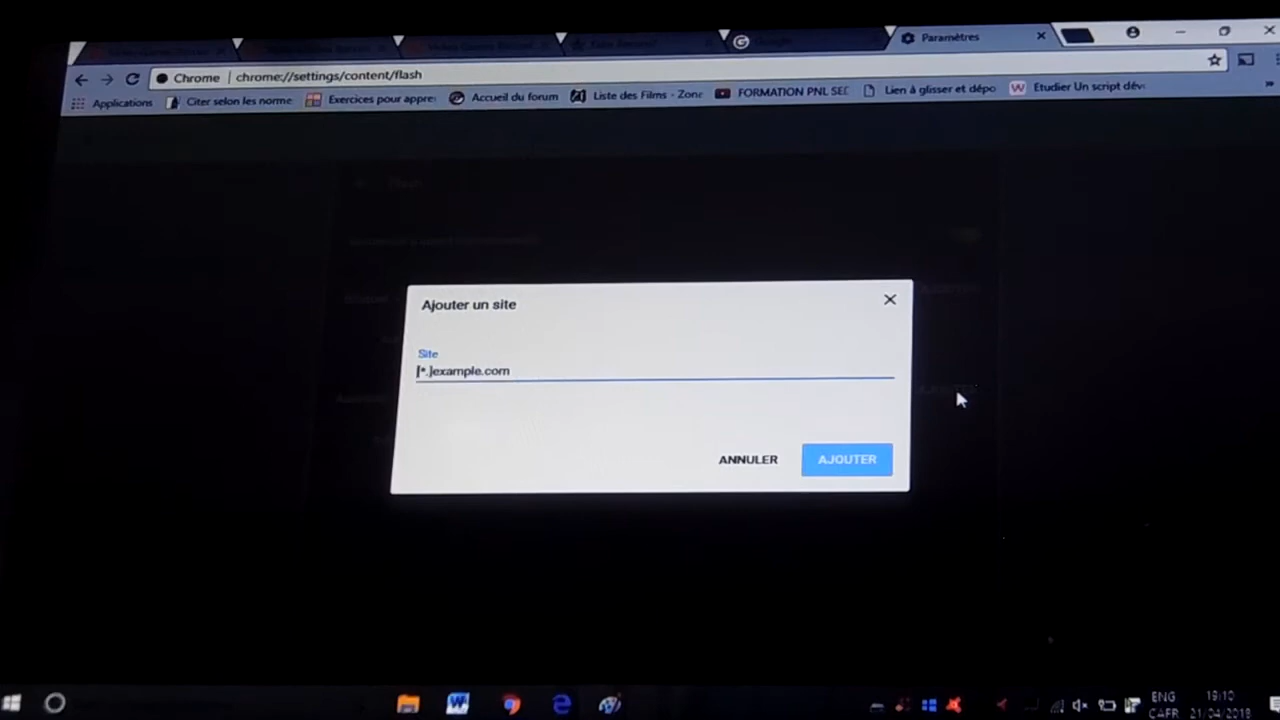 Paramètres
Chrome | chrome://settings/content/flash
Applications Citer selon les norme Exercices pour appre Accueil du forum Liste des Films - Zone FORMATION PNL SEC Lien à glisser et dépo Etudier Un script dév
Ajouter un site
Site
[*.]example.com
ANNULER AJOUTER
ENG 19:10
CAFR 21/04/2018